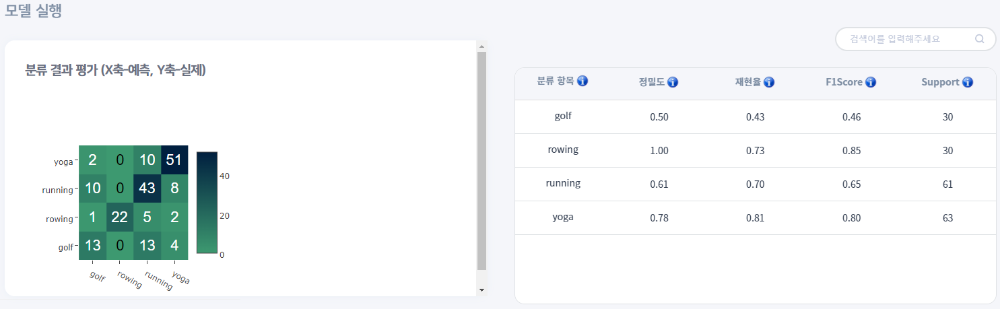 모델 실행
검색어를 입력해주세요
분류 결과 평가 (X축-예측, Y축-실제)
yoga 2 0 10 51
running 10 0 43 8
rowing 1 22 5 2
golf 13 0 13 4
golf rowing running yoga
40
20
0
분류 항목 정밀도 재현율 F1Score Support
golf 0.50 0.43 0.46 30
rowing 1.00 0.73 0.85 30
running 0.61 0.70 0.65 61
yoga 0.78 0.81 0.80 63